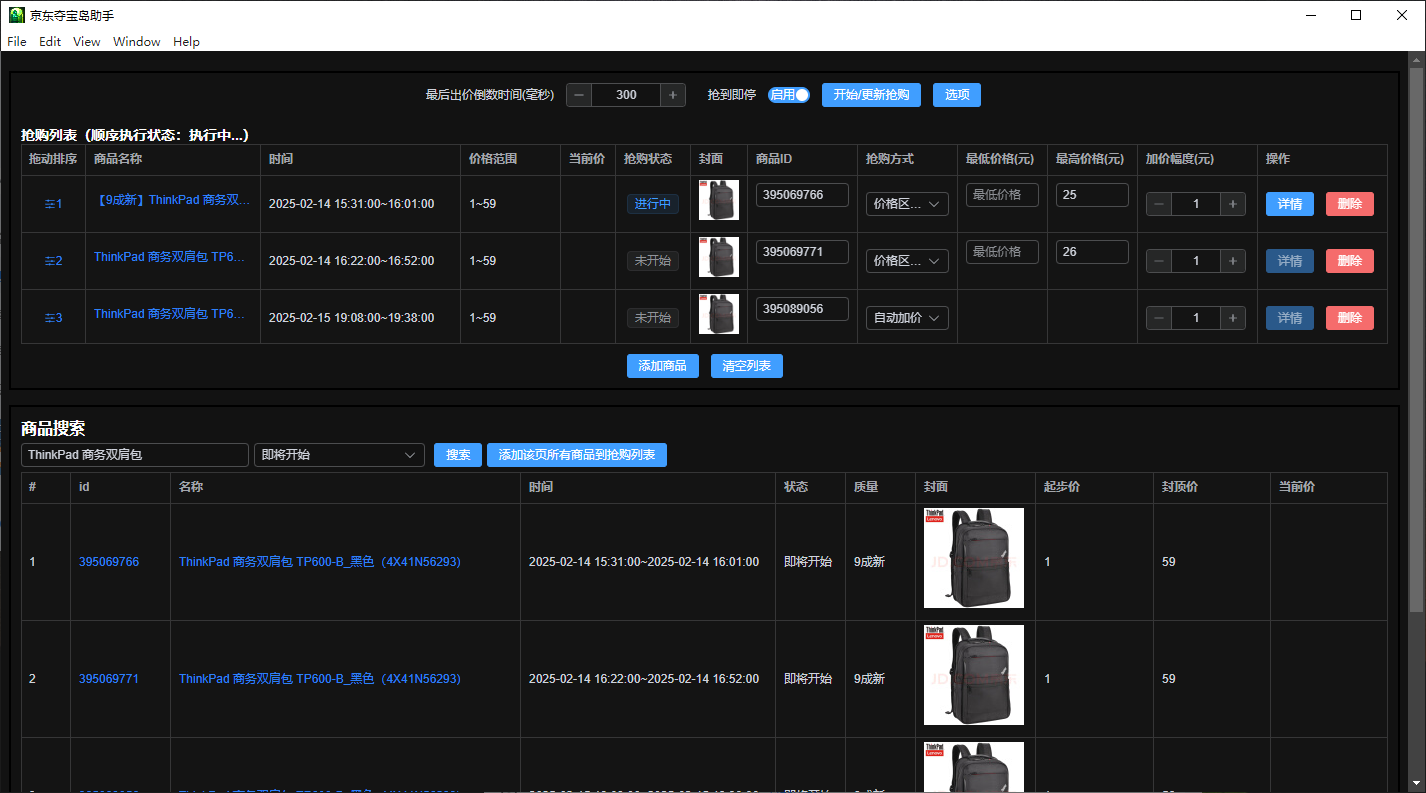 京东夺宝岛助手
File Edit View Window Help
最后出价倒数时间(毫秒) 300 抢到即停 启用 开始/更新抢购 选项
抢购列表（顺序执行状态：执行中...）
拖动排序 商品名称 时间 价格范围 当前价 抢购状态 封面 商品ID 抢购方式 最低价格(元) 最高价格(元) 加价幅度(元) 操作
1 【9成新】ThinkPad 商务双... 2025-02-14 15:31:00~16:01:00 1~59 进行中 395069766 价格区... 最低价格 25 1 详情 删除
2 ThinkPad 商务双肩包 TP6... 2025-02-14 16:22:00~16:52:00 1~59 未开始 395069771 价格区... 最低价格 26 1 详情 删除
3 ThinkPad 商务双肩包 TP6... 2025-02-15 19:08:00~19:38:00 1~59 未开始 395089056 自动加价 1 详情 删除
添加商品 清空列表
商品搜索
ThinkPad 商务双肩包 即将开始 搜索 添加该页所有商品到抢购列表
# id 名称 时间 状态 质量 封面 起步价 封顶价 当前价
1 395069766 ThinkPad 商务双肩包 TP600-B_黑色（4X41N56293） 2025-02-14 15:31:00~2025-02-14 16:01:00 即将开始 9成新 ThinkPad Lenovo 1 59
2 395069771 ThinkPad 商务双肩包 TP600-B_黑色（4X41N56293） 2025-02-14 16:22:00~2025-02-14 16:52:00 即将开始 9成新 ThinkPad Lenovo 1 59
ThinkPad Lenovo